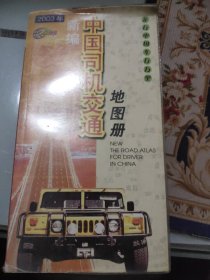 2003年
新编
中国司机交通
地图册
NEW
THE ROAD ATLAS
FOR DRIVER
IN CHINA